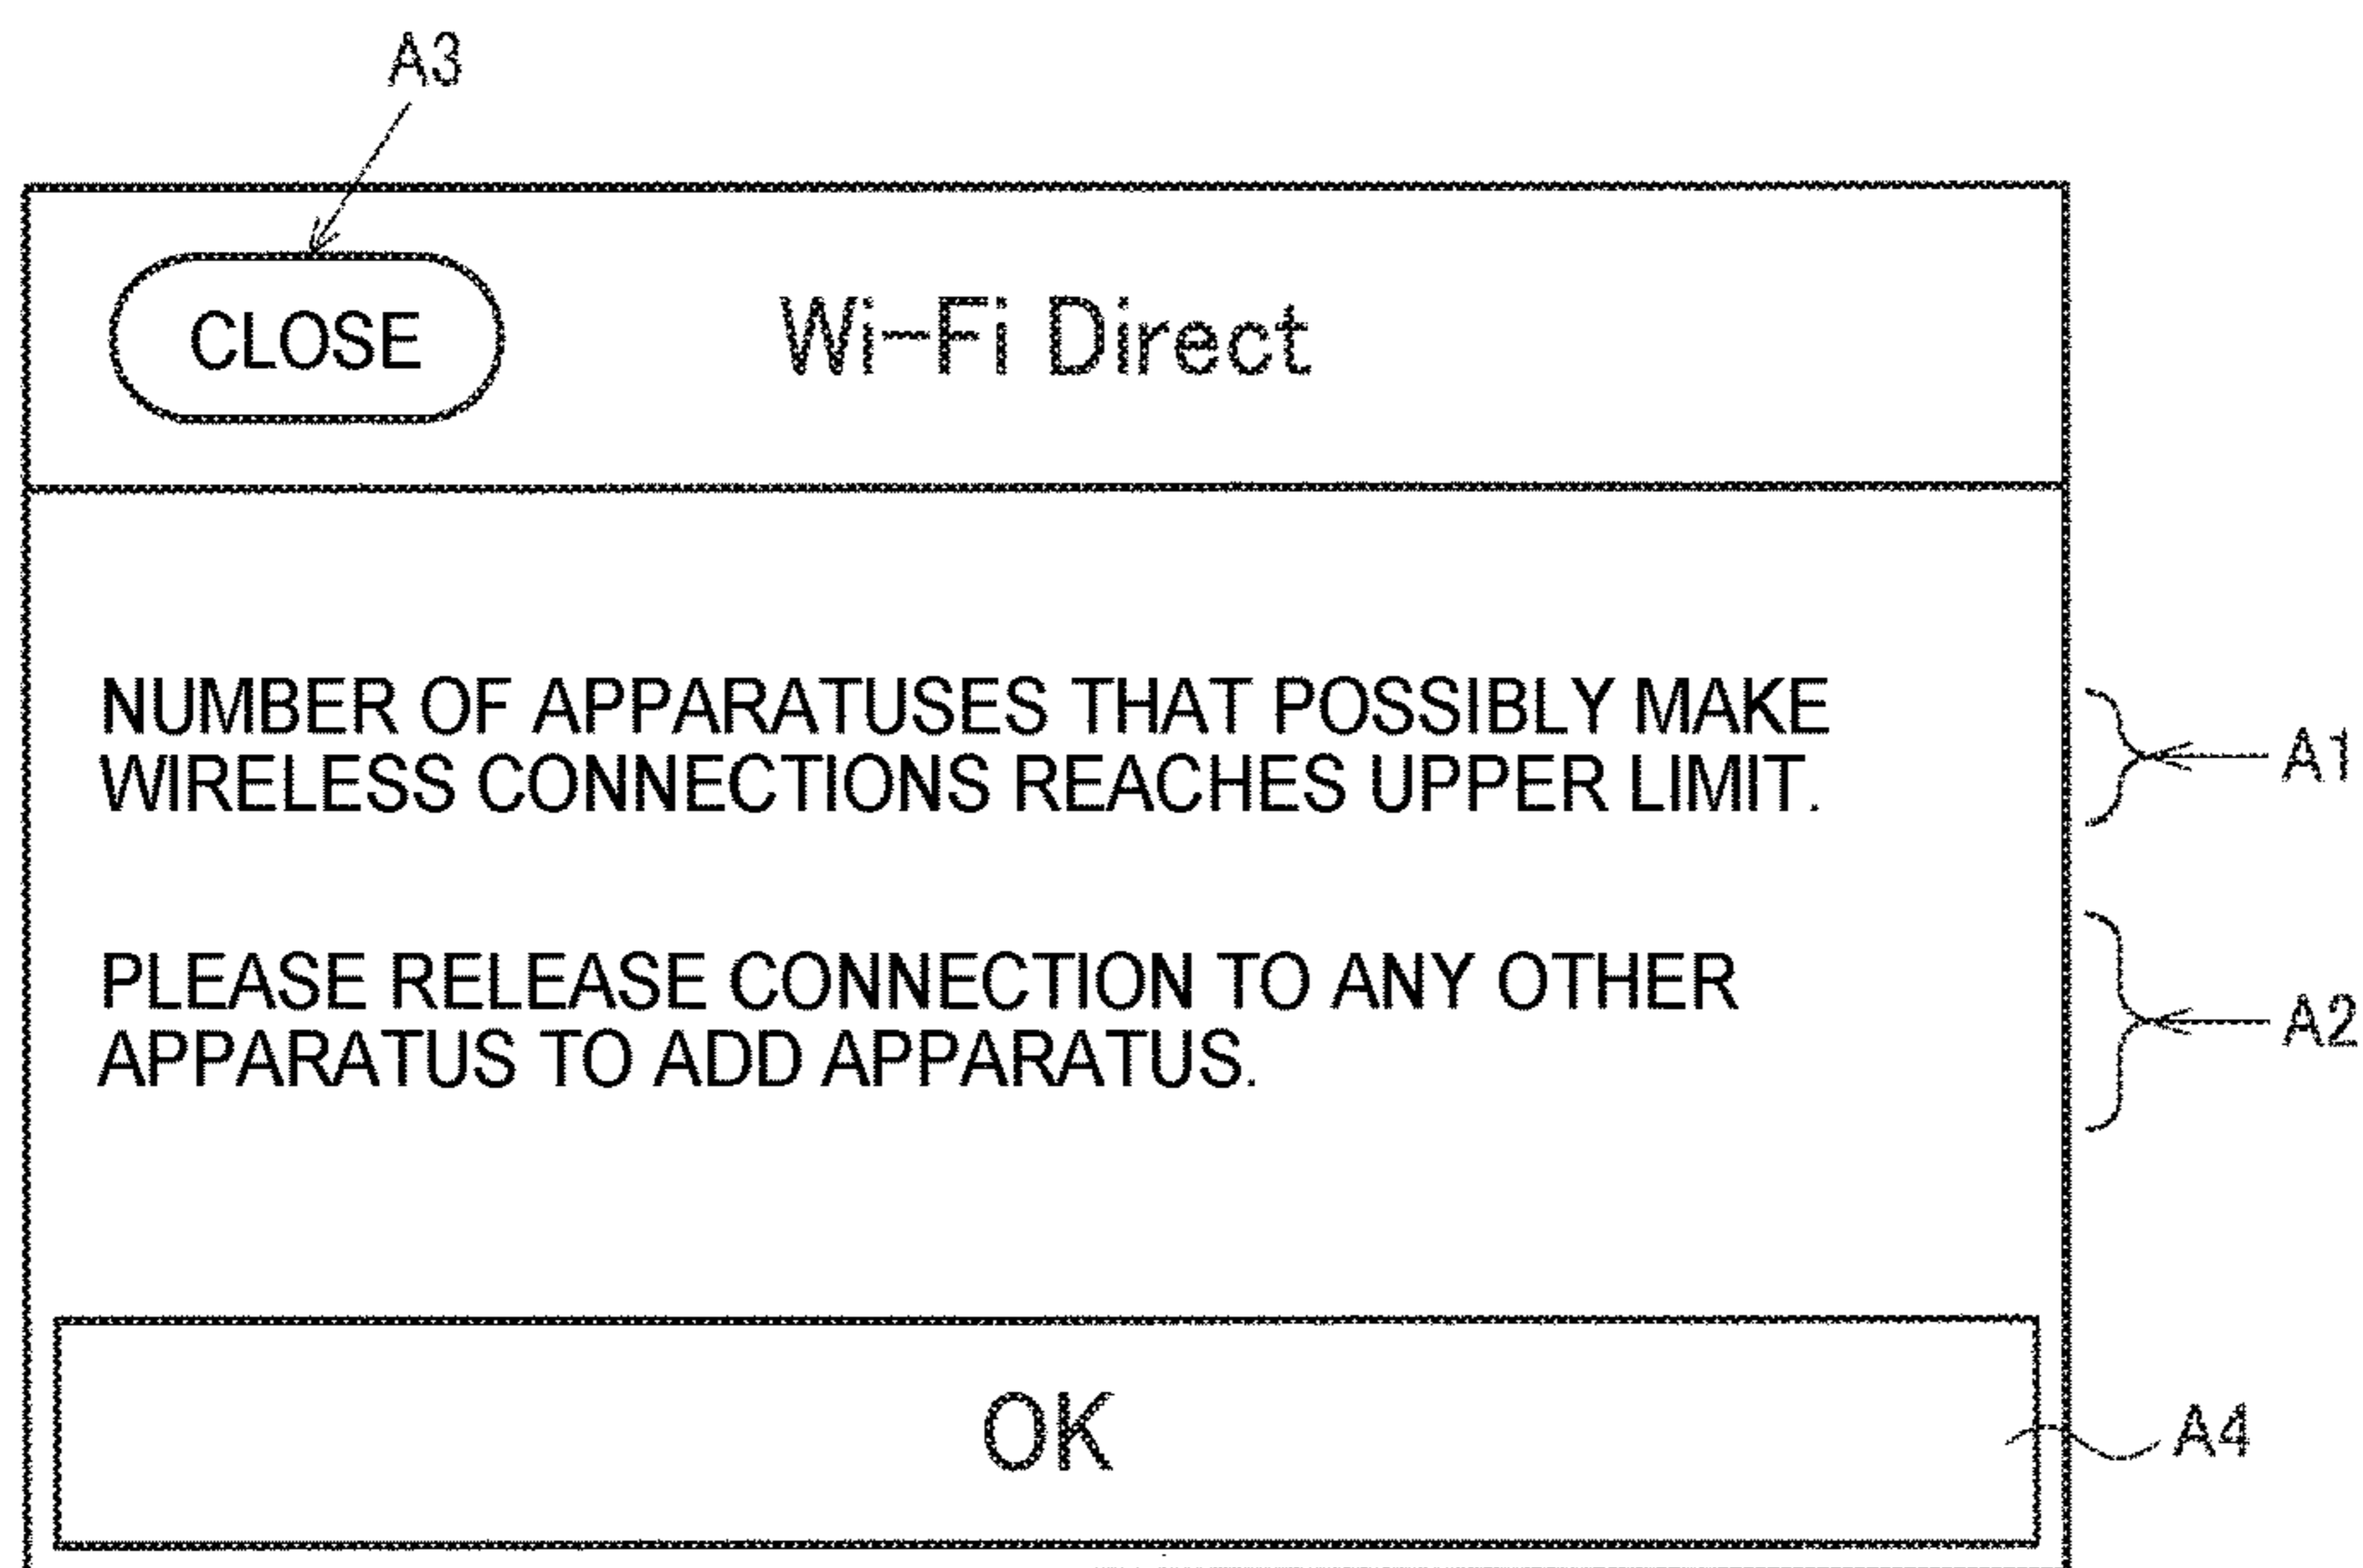 A3
CLOSE Wi-Fi Direct
NUMBER OF APPARATUSES THAT POSSIBLY MAKE
WIRELESS CONNECTIONS REACHES UPPER LIMIT.
A1
PLEASE RELEASE CONNECTION TO ANY OTHER
APPARATUS TO ADD APPARATUS.
A2
OK
A4